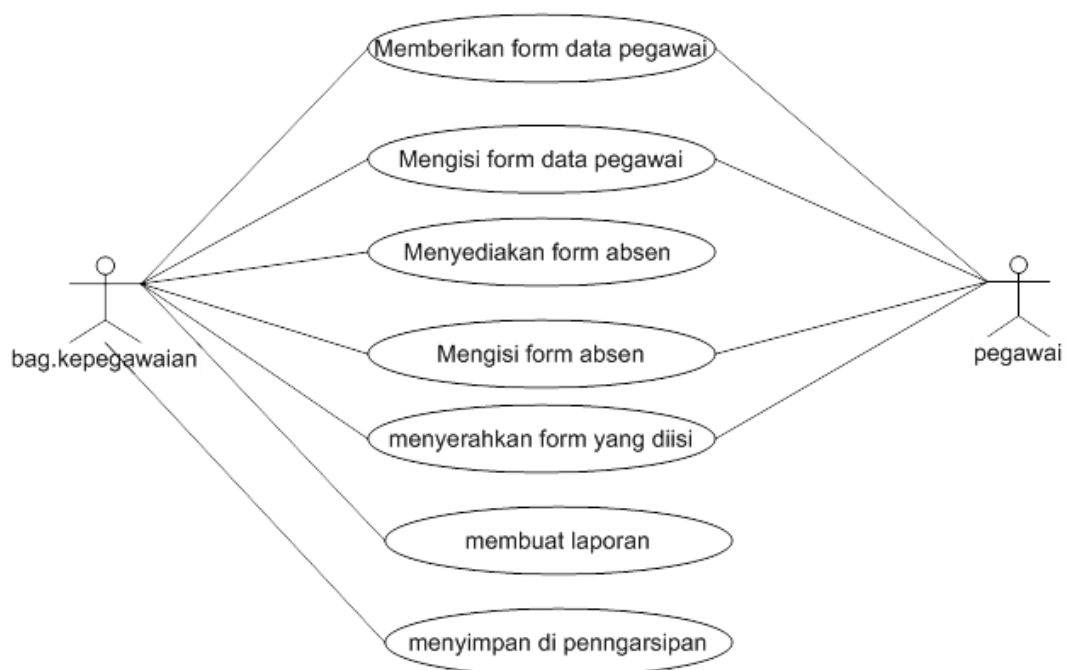 Memberikan form data pegawai
Mengisi form data pegawai
Menyediakan form absen
Mengisi form absen
bag.kepegawaian
pegawai
menyerahkan form yang diisi
membuat laporan
menyimpan di penngarsipan